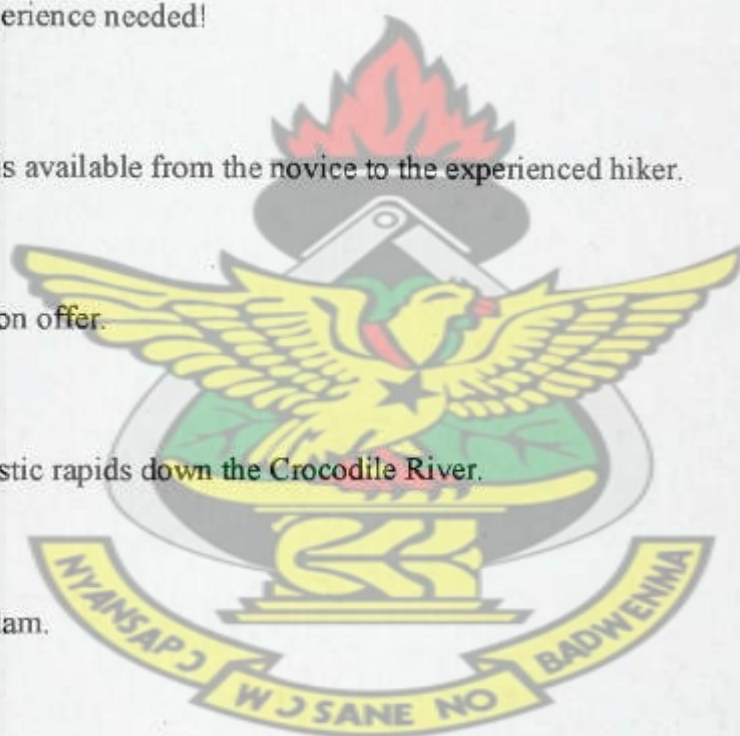 erience needed!
s available from the novice to the experienced hiker.
on offer.
stic rapids down the Crocodile River.
am.
NYANSAPƆ WƆSANE NO BADWENMA